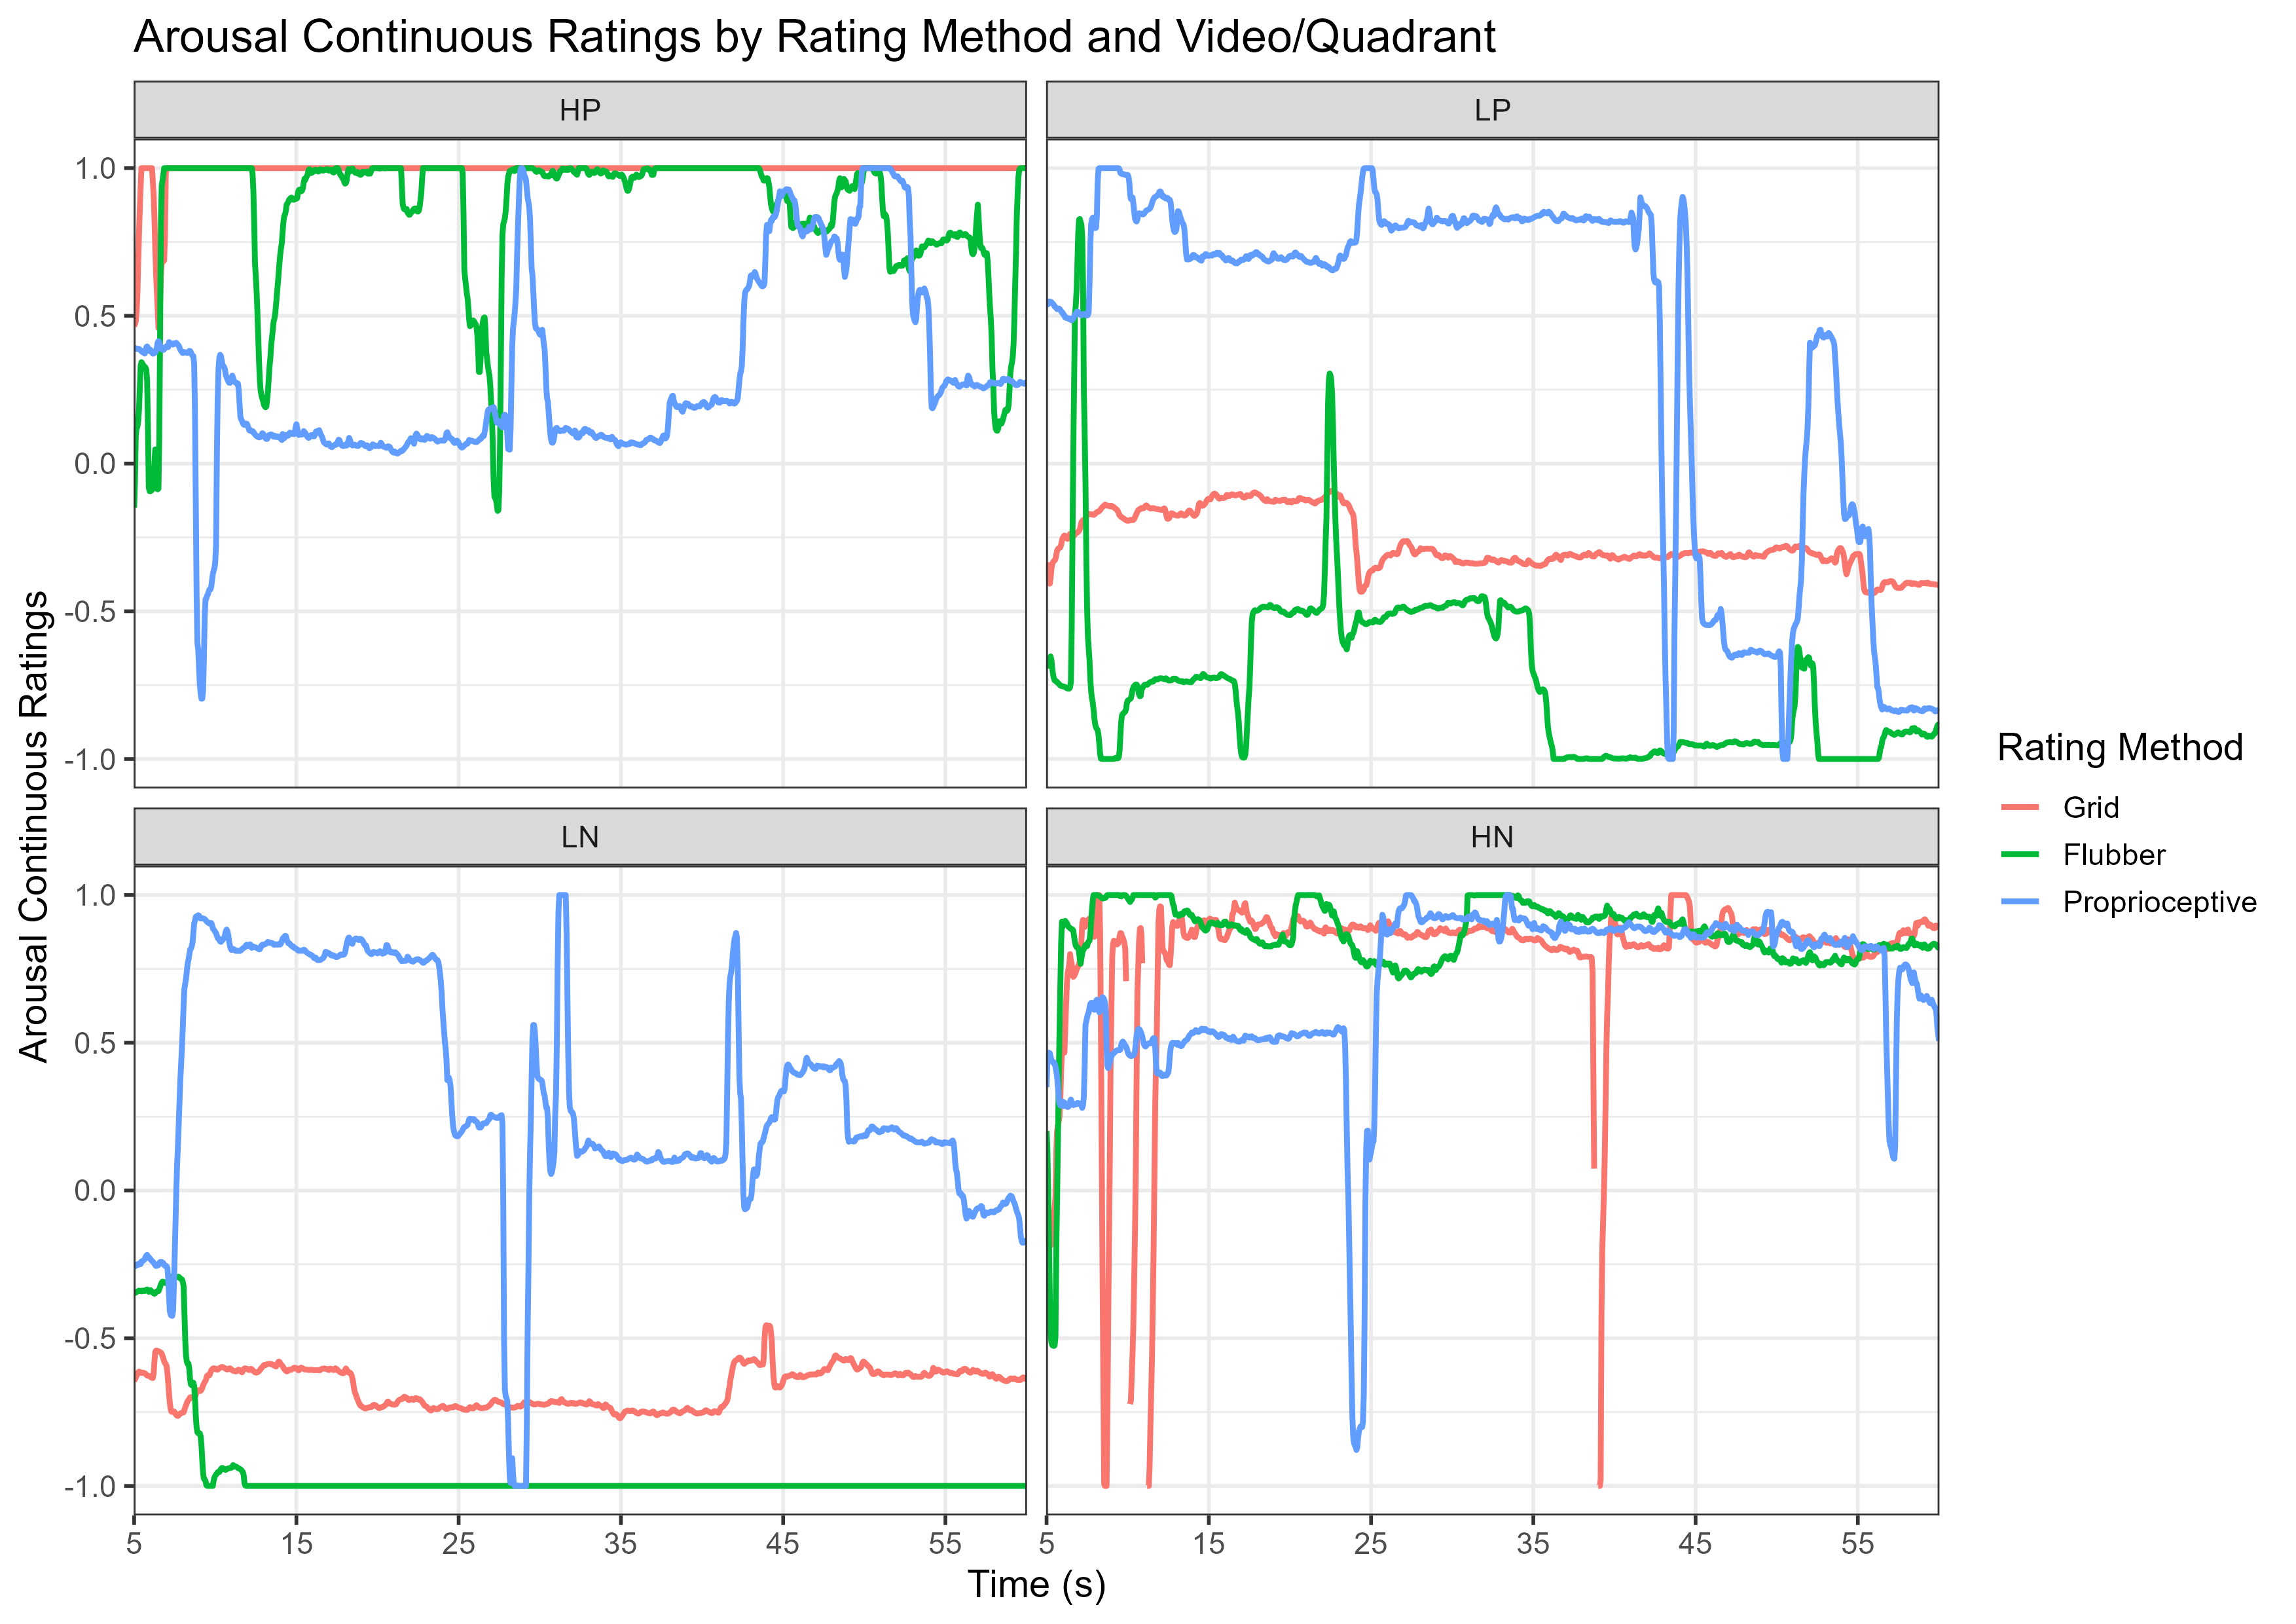 Arousal Continuous Ratings by Rating Method and Video/Quadrant
HP
LP
1.0
0.5
0.0
-0.5
-1.0
LN
HN
1.0
0.5
0.0
-0.5
-1.0
5 15 25 35 45 55
5 15 25 35 45 55
Time (s)
Arousal Continuous Ratings
Rating Method
Grid
Flubber
Proprioceptive